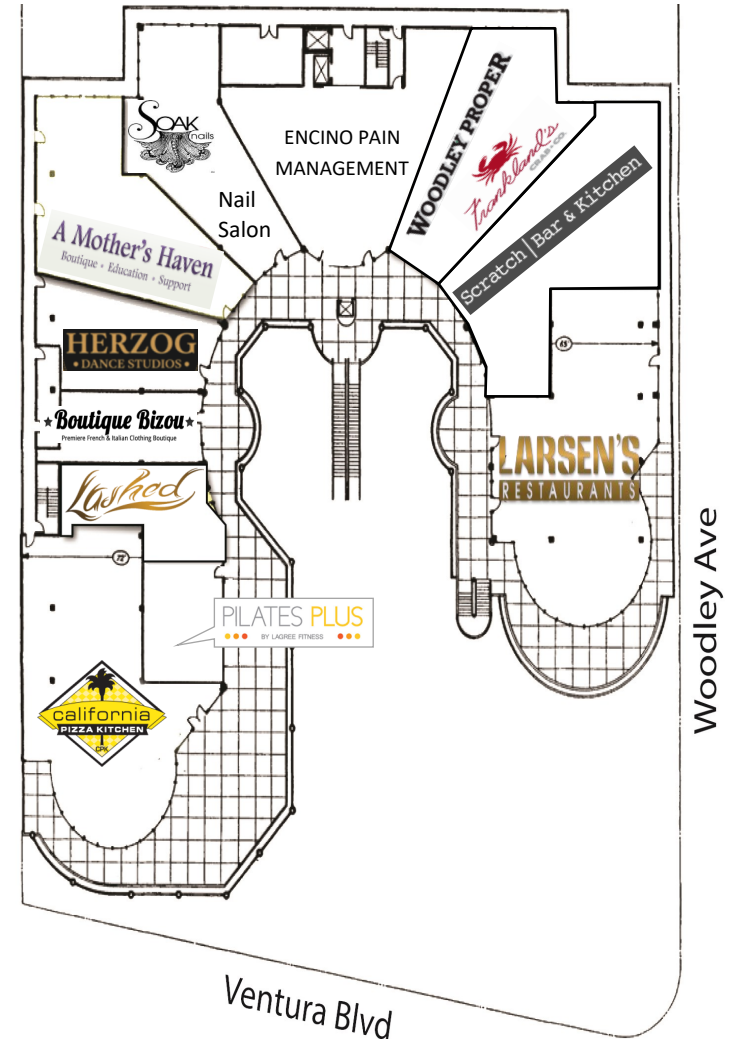 SOAK
nails
Nail
Salon
ENCINO PAIN
MANAGEMENT
WOODLEY PROPER
Frankland's
CRAB & CO.
Scratch|Bar & Kitchen
A Mother's Haven
Boutique • Education • Support
HERZOG
• DANCE STUDIOS •
Boutique Bizou
Premiere French & Italian Clothing Boutique
Lashed
LARSEN'S
RESTAURANTS
65'
72'
PILATES PLUS
BY LAGREE FITNESS
california
PIZZA KITCHEN
CPK
Woodley Ave
Ventura Blvd